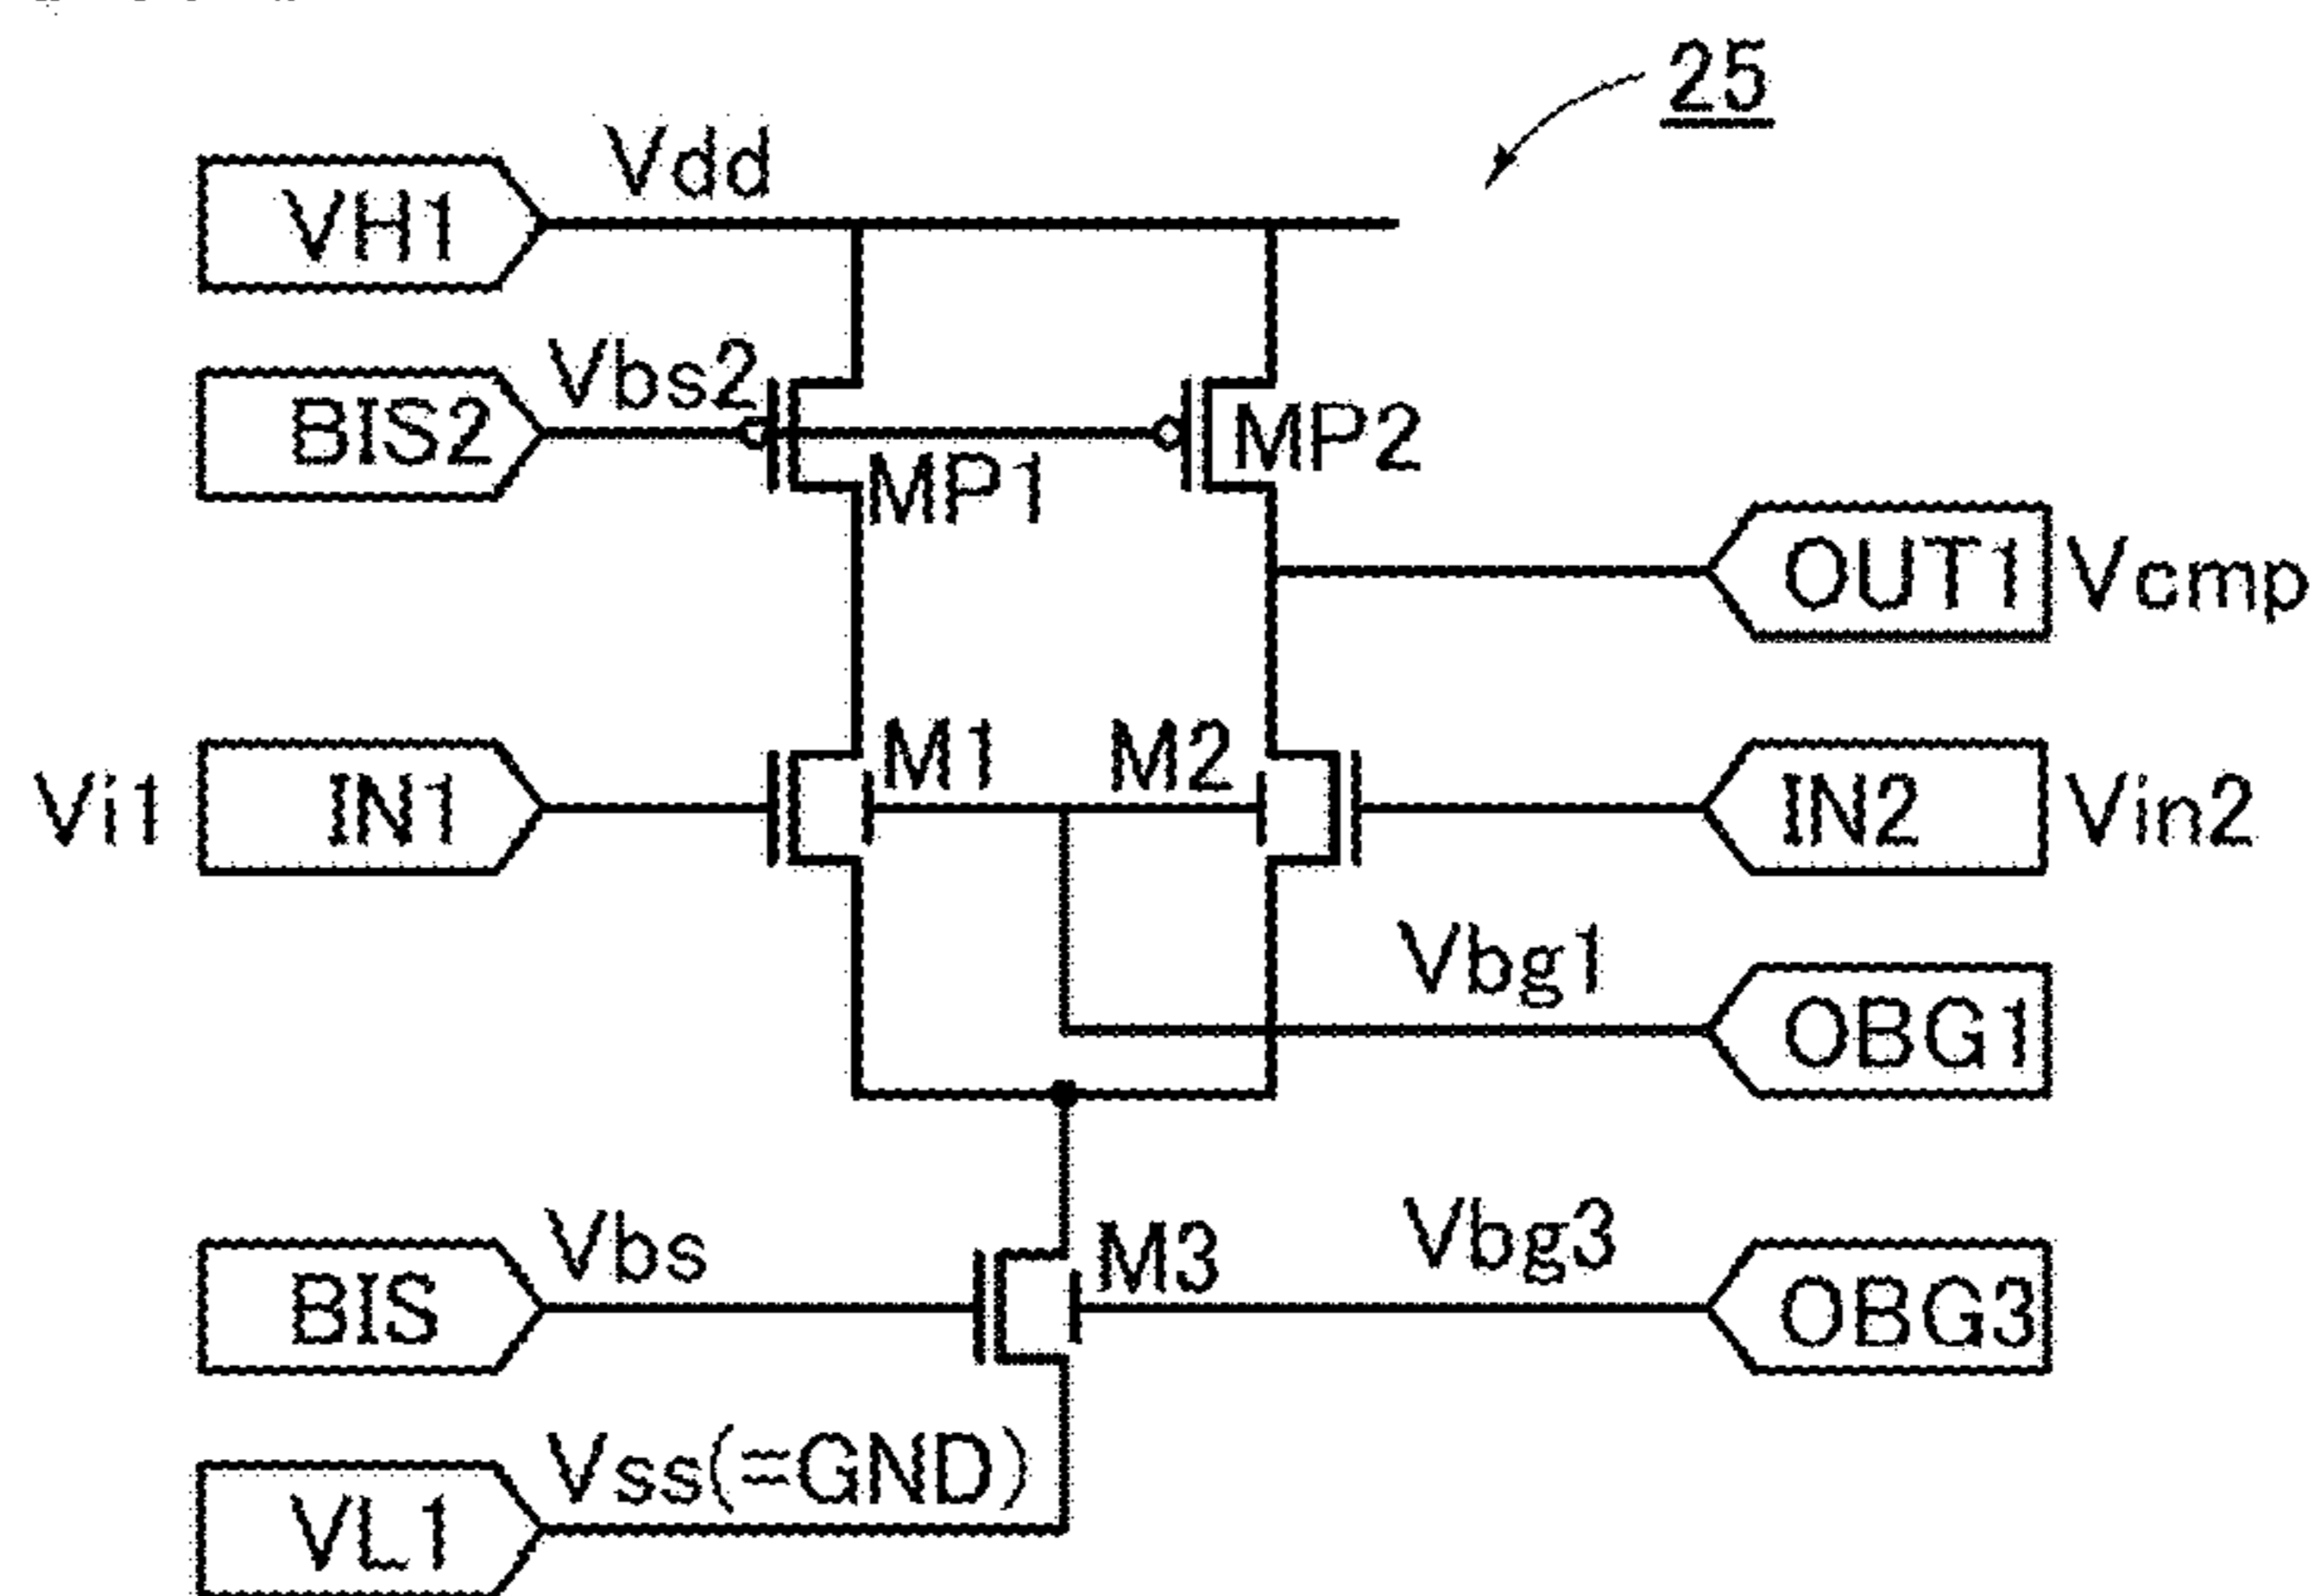 25
Vdd
VH1
Vbs2
BIS2
MP2
MP1
OUT1 Vcmp
M1 M2
Vi1 IN1
IN2 Vin2
Vbg1
OBG1
Vbs M3 Vbg3
BIS
OBG3
Vss(=GND)
VL1